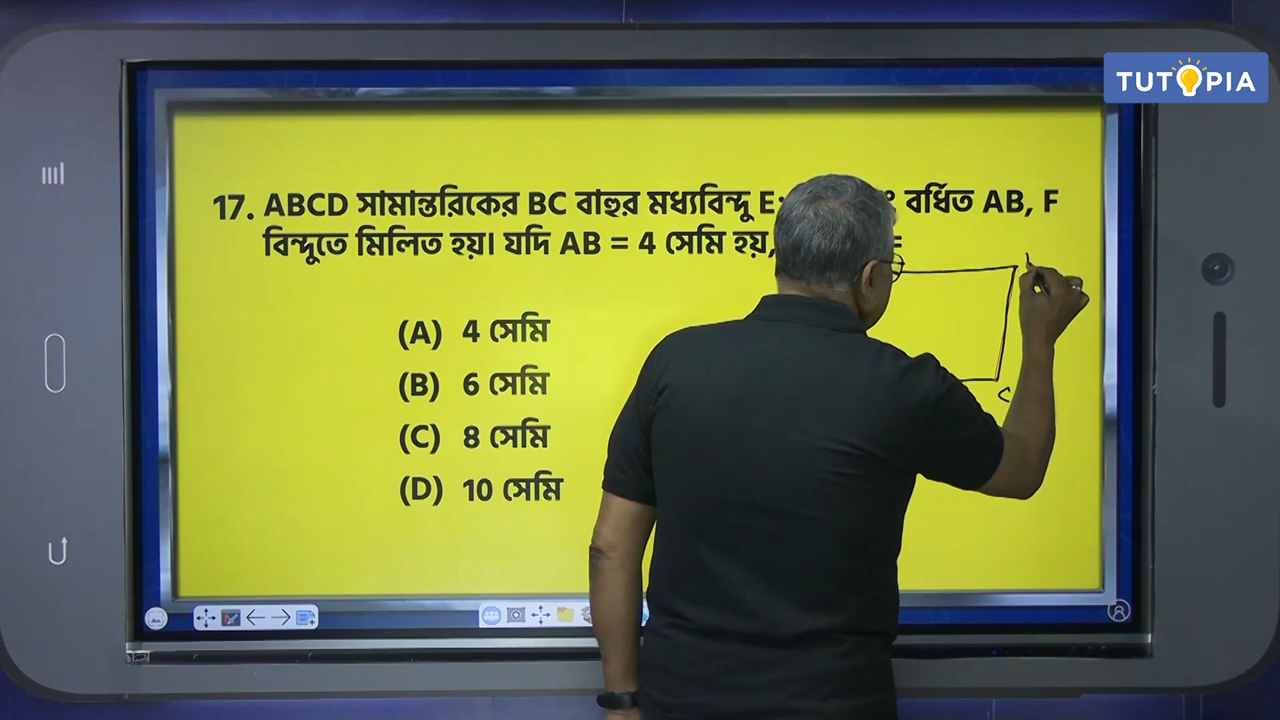 TUTOPIA
17. ABCD সামান্তরিকের BC বাহুর মধ্যবিন্দু E; বর্ধিত AB, F
বিন্দুতে মিলিত হয়। যদি AB = 4 সেমি হয়, =
(A) 4 সেমি
(B) 6 সেমি
(C) 8 সেমি
(D) 10 সেমি
C